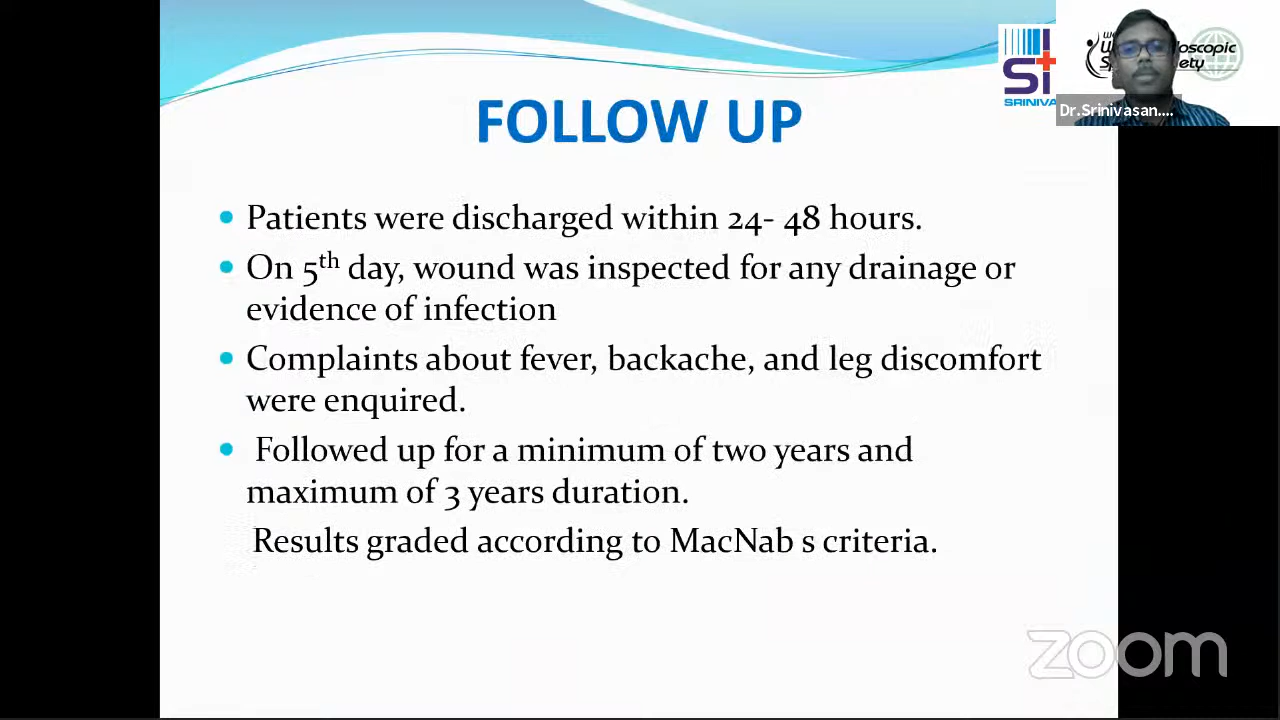 FOLLOW UP
Patients were discharged within 24- 48 hours.
On 5th day, wound was inspected for any drainage or
evidence of infection
Complaints about fever, backache, and leg discomfort
were enquired.
Followed up for a minimum of two years and
maximum of 3 years duration.
Results graded according to MacNab s criteria.
SRINIVA
Dr.Srinivasan....
zoom